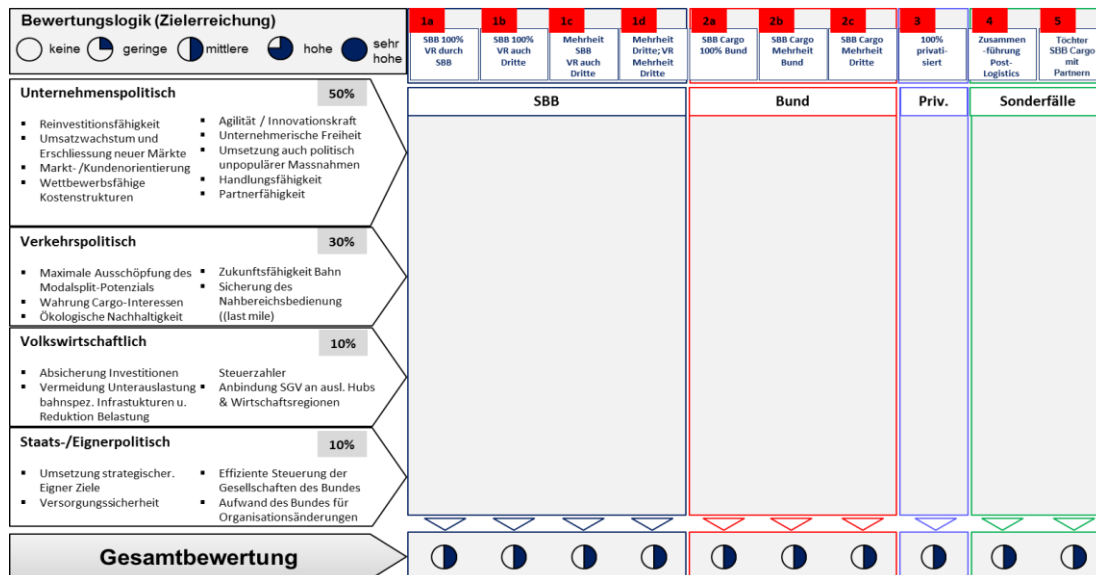 Bewertungslogik (Zielerreichung)
keine
geringe
mittlere
hohe
sehr
hohe
1a
1b
1c
1d
2a
2b
2c
3
4
5
SBB 100%
VR durch
SBB
SBB 100%
VR auch
Dritte
Mehrheit
SBB
VR auch
Dritte
Mehrheit
Dritte; VR
Mehrheit
Dritte
SBB Cargo
100% Bund
SBB Cargo
Mehrheit
Bund
SBB Cargo
Mehrheit
Dritte
100%
privati-
siert
Zusammen
-führung
Post-
Logistics
Töchter
SBB Cargo
mit
Partnern
SBB
Bund
Priv.
Sonderfälle
Unternehmenspolitisch
50%
▪ Reinvestitionsfähigkeit
▪ Umsatzwachstum und
Erschliessung neuer Märkte
▪ Markt-/Kundenorientierung
▪ Wettbewerbsfähige
Kostenstrukturen
▪ Agilität / Innovationskraft
▪ Unternehmerische Freiheit
▪ Umsetzung auch politisch
unpopulärer Massnahmen
▪ Handlungsfähigkeit
▪ Partnerfähigkeit
Verkehrspolitisch
30%
▪ Maximale Ausschöpfung des
Modalsplit-Potenzials
▪ Wahrung Cargo-Interessen
▪ Ökologische Nachhaltigkeit
▪ Zukunftsfähigkeit Bahn
▪ Sicherung des
Nahbereichsbedienung
((last mile)
Volkswirtschaftlich
10%
▪ Absicherung Investitionen
▪ Vermeidung Unterauslastung
bahnspez. Infrastukturen u.
Reduktion Belastung
Steuerzahler
▪ Anbindung SGV an ausl. Hubs
& Wirtschaftsregionen
Staats-/Eignerpolitisch
10%
▪ Umsetzung strategischer.
Eigner Ziele
▪ Versorgungssicherheit
▪ Effiziente Steuerung der
Gesellschaften des Bundes
▪ Aufwand des Bundes für
Organisationsänderungen
Gesamtbewertung